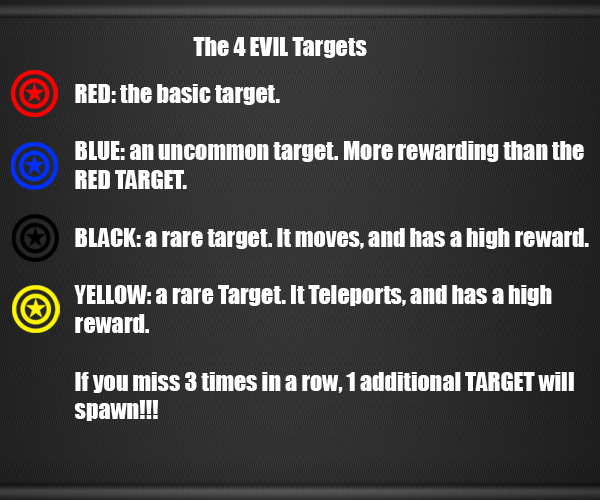 The 4 EVIL Targets
RED: the basic target.
BLUE: an uncommon target. More rewarding than the
RED TARGET.
BLACK: a rare target. It moves, and has a high reward.
YELLOW: a rare Target. It Teleports, and has a high
reward.
If you miss 3 times in a row, 1 additional TARGET will
spawn!!!